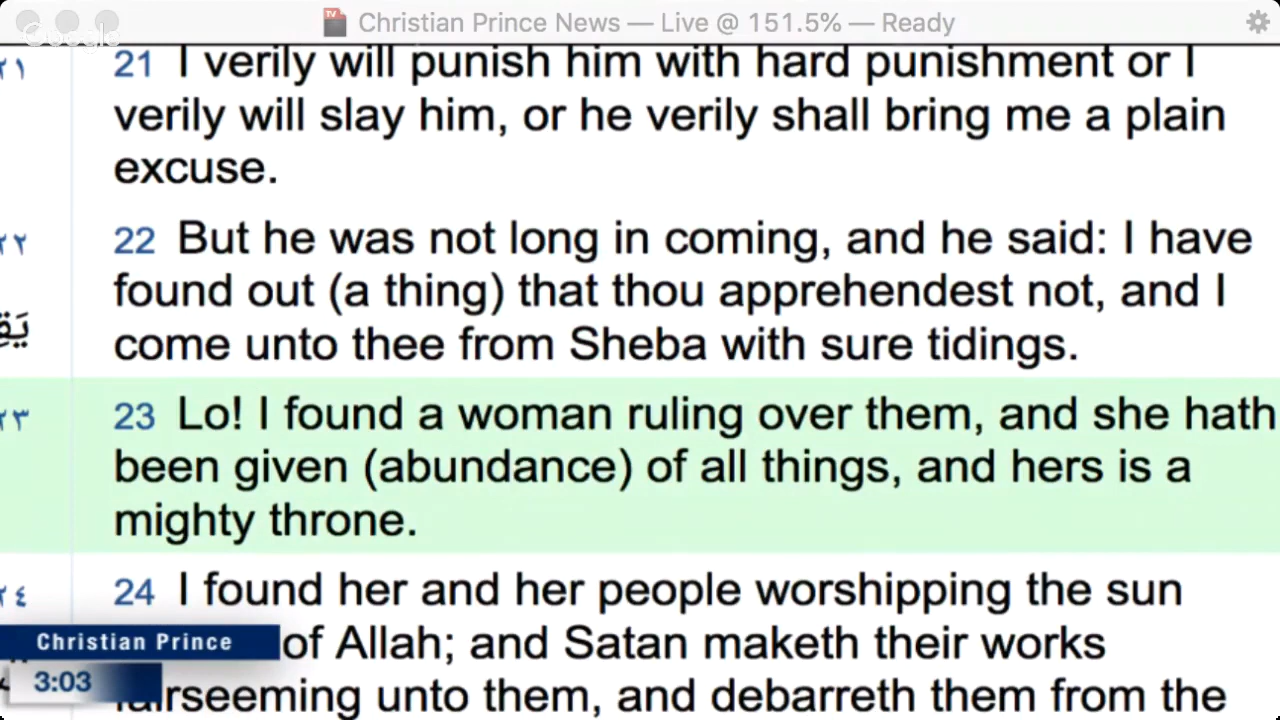 Christian Prince News — Live @ 151.5% — Ready
Google
٢١ 21 I verily will punish him with hard punishment or I
verily will slay him, or he verily shall bring me a plain
excuse.
٢٢ 22 But he was not long in coming, and he said: I have
found out (a thing) that thou apprehendest not, and I
come unto thee from Sheba with sure tidings.
٢٣ 23 Lo! I found a woman ruling over them, and she hath
been given (abundance) of all things, and hers is a
mighty throne.
٢٤ 24 I found her and her people worshipping the sun
of Allah; and Satan maketh their works
fairseeming unto them, and debarreth them from the
Christian Prince
3:03